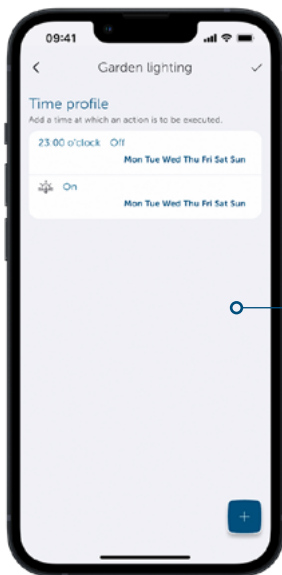 09:41
Garden lighting
Time profile
Add a time at which an action is to be executed.
23:00 o'clock Off
Mon Tue Wed Thu Fri Sat Sun
On
Mon Tue Wed Thu Fri Sat Sun
+